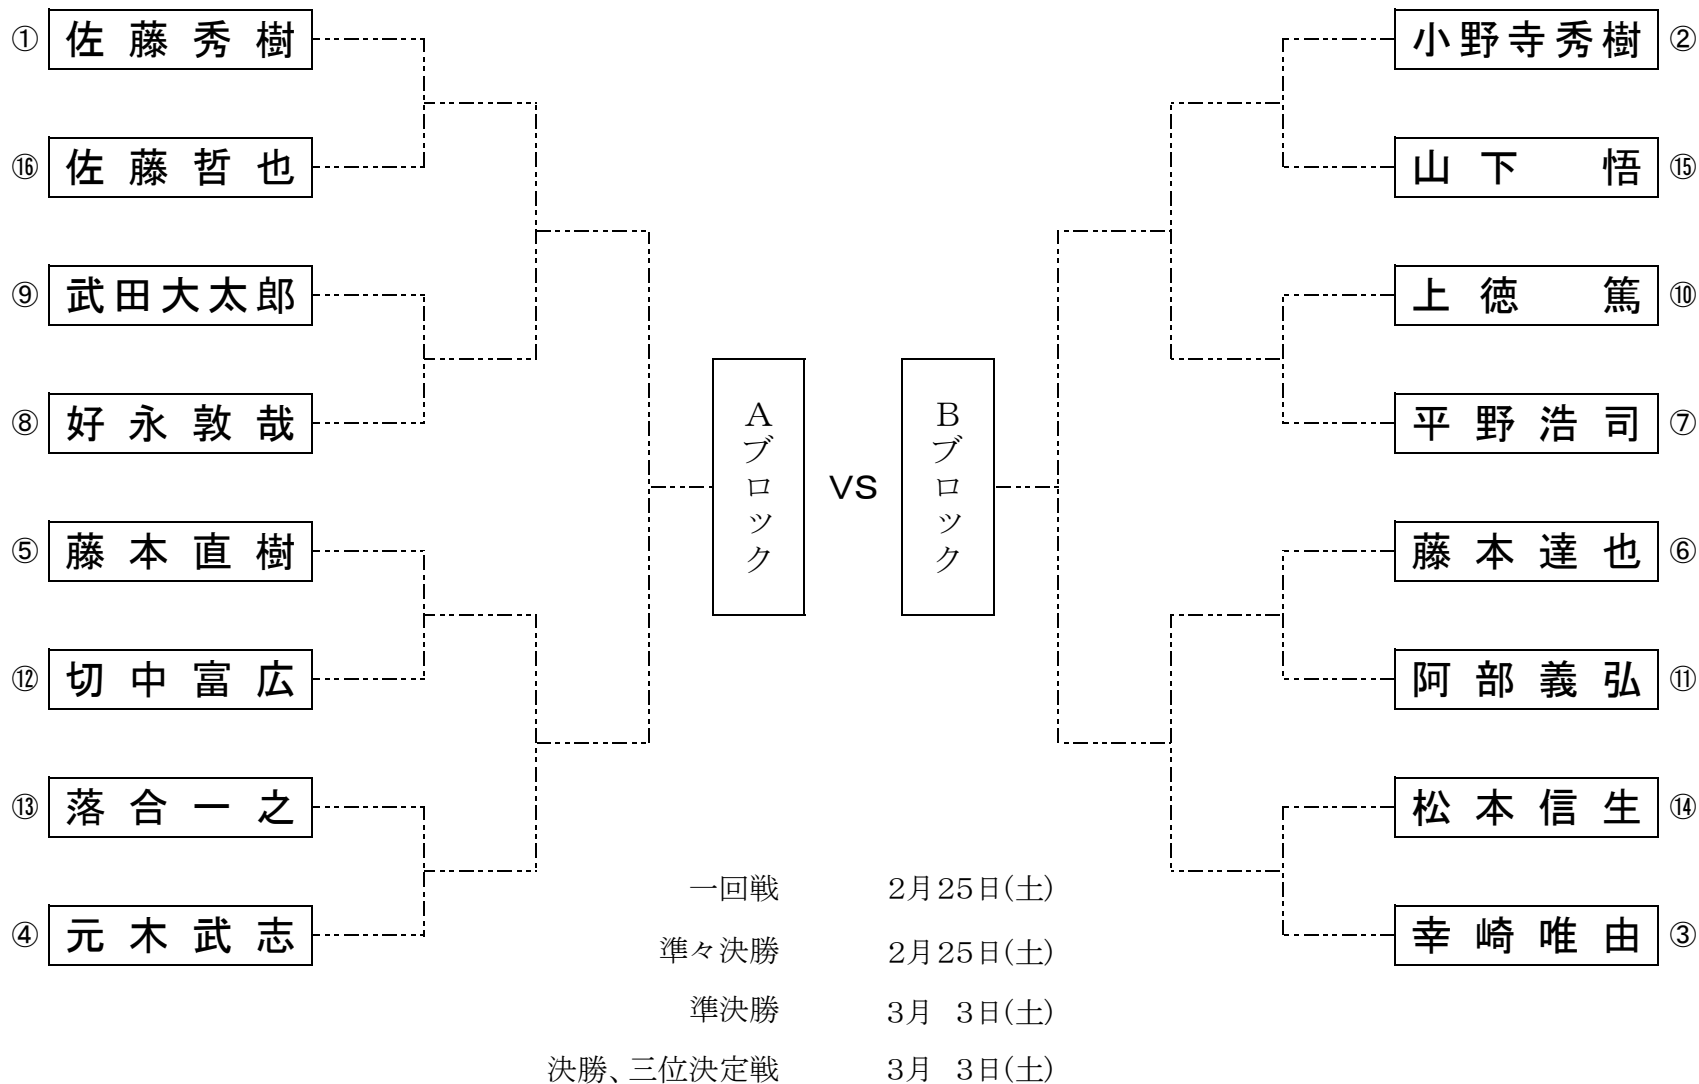 ① 佐藤秀樹
⑯ 佐藤哲也
⑨ 武田大太郎
⑧ 好永敦哉
⑤ 藤本直樹
⑫ 切中富広
⑬ 落合一之
④ 元木武志
Aブロック
VS
Bブロック
小野寺秀樹 ②
山下 悟 ⑮
上徳 篤 ⑩
平野浩司 ⑦
藤本達也 ⑥
阿部義弘 ⑪
松本信生 ⑭
幸崎唯由 ③
一回戦 2月25日(土)
準々決勝 2月25日(土)
準決勝 3月 3日(土)
決勝、三位決定戦 3月 3日(土)